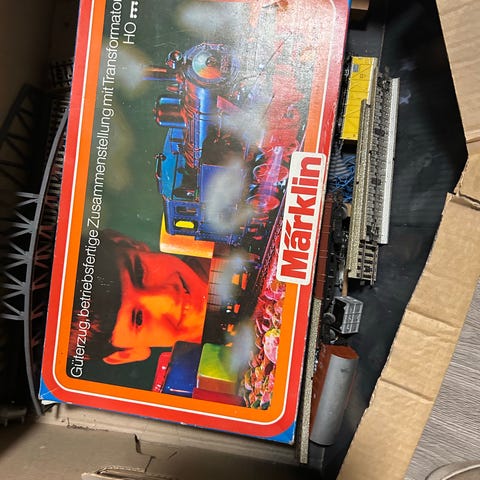 Güterzug, betriebsfertige Zusammenstellung mit Transformator
HO
Märklin